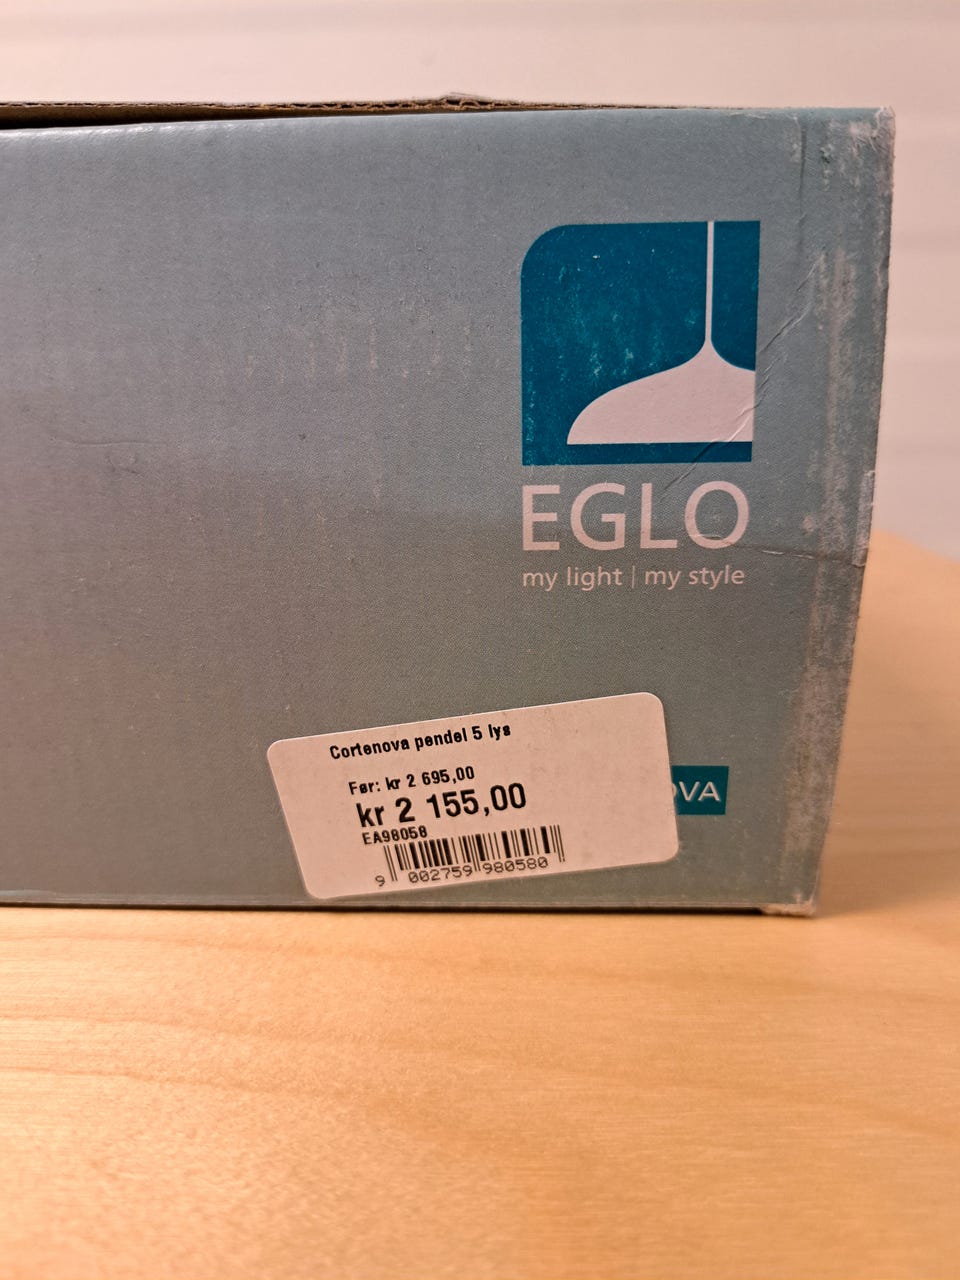 EGLO
my light | my style
Cortenova pendel 5 lys
Før: kr 2 695,00
kr 2 155,00
OVA
EA98058
9 002759 980580